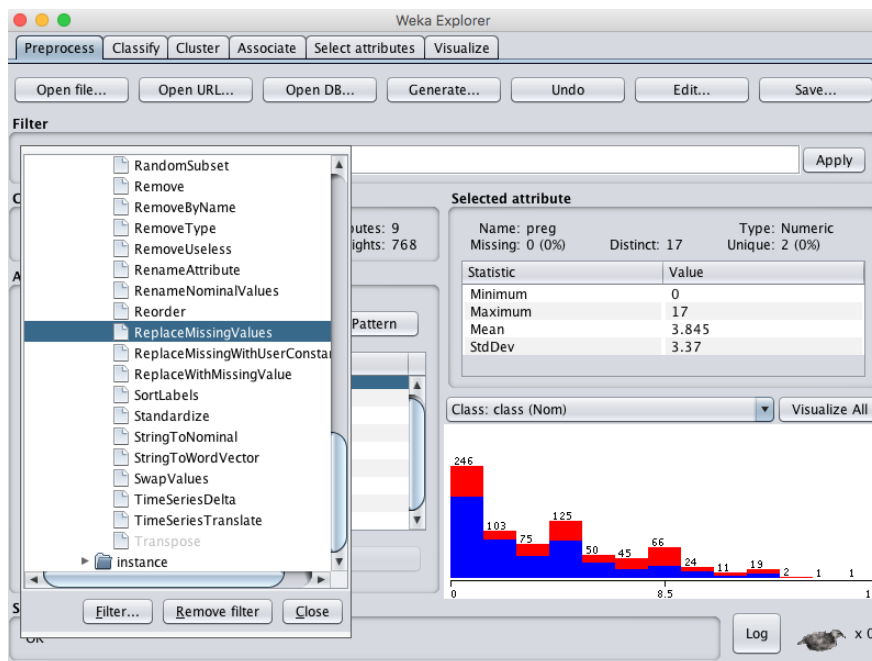 Weka Explorer
Preprocess Classify Cluster Associate Select attributes Visualize
Open file... Open URL... Open DB... Generate... Undo Edit... Save...
Filter
Apply
RandomSubset
Remove
RemoveByName
RemoveType
RemoveUseless
RenameAttribute
RenameNominalValues
Reorder
ReplaceMissingValues
ReplaceMissingWithUserConstan
ReplaceWithMissingValue
SortLabels
Standardize
StringToNominal
StringToWordVector
SwapValues
TimeSeriesDelta
TimeSeriesTranslate
Transpose
instance
Filter... Remove filter Close
C
butes: 9
ights: 768
A
Pattern
Selected attribute
Name: preg Type: Numeric
Missing: 0 (0%) Distinct: 17 Unique: 2 (0%)
Statistic Value
Minimum 0
Maximum 17
Mean 3.845
StdDev 3.37
Class: class (Nom) Visualize All
246
103
75
125
50
45
66
24
11
19
2
1
1
0 8.5 1
S
OK
Log x 0